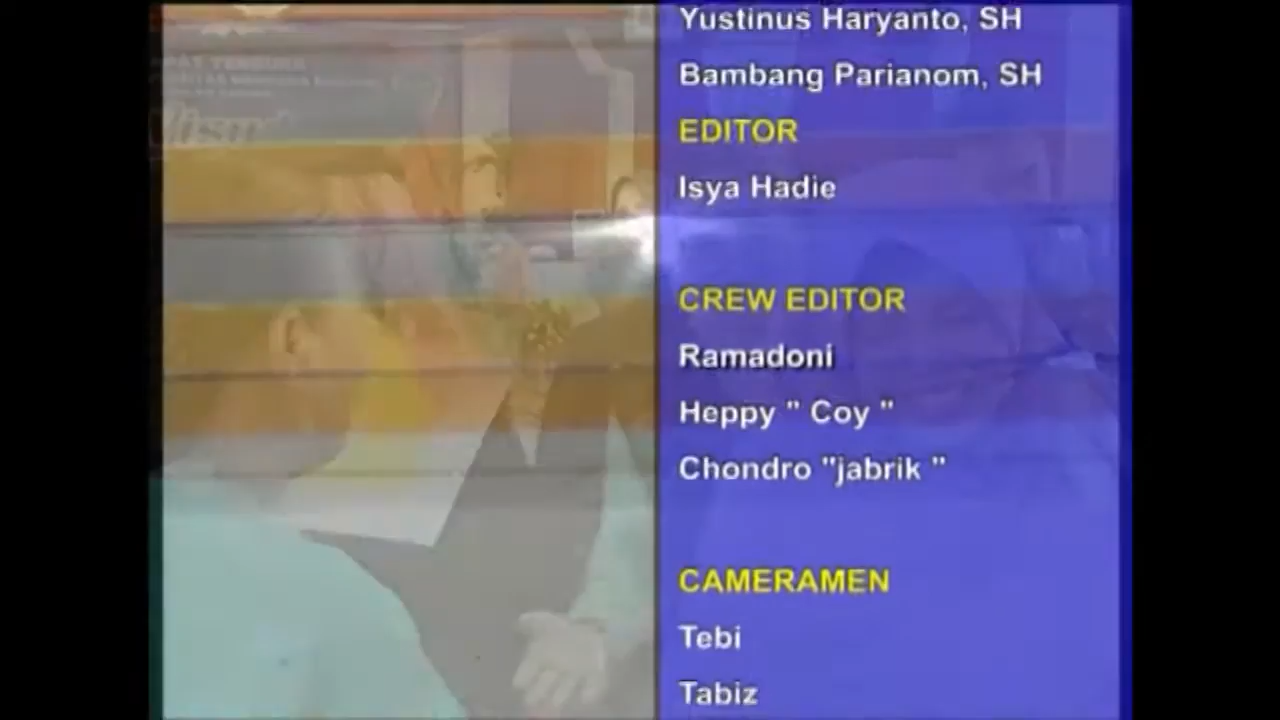 Yustinus Haryanto, SH
Bambang Parianom, SH
EDITOR
Isya Hadie
CREW EDITOR
Ramadoni
Heppy " Coy "
Chondro "jabrik "
CAMERAMEN
Tebi
Tabiz